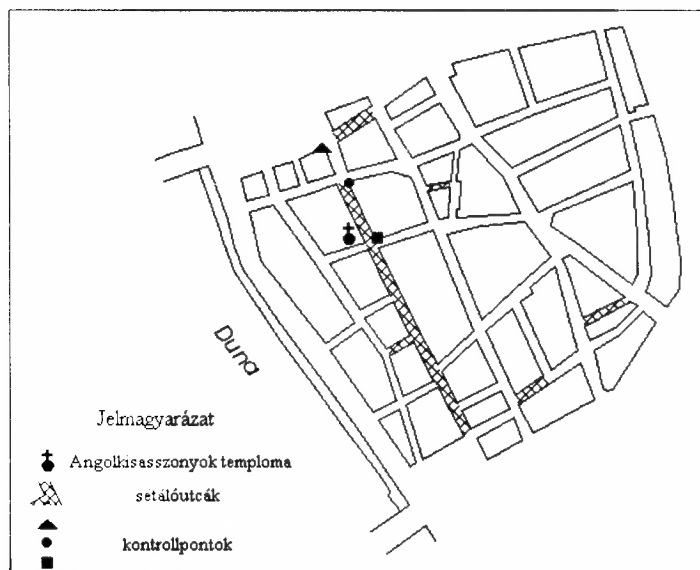 Duna
Jelmagyarázat
Angolkisasszonyok temploma
sétálóutcák
kontrollpontok